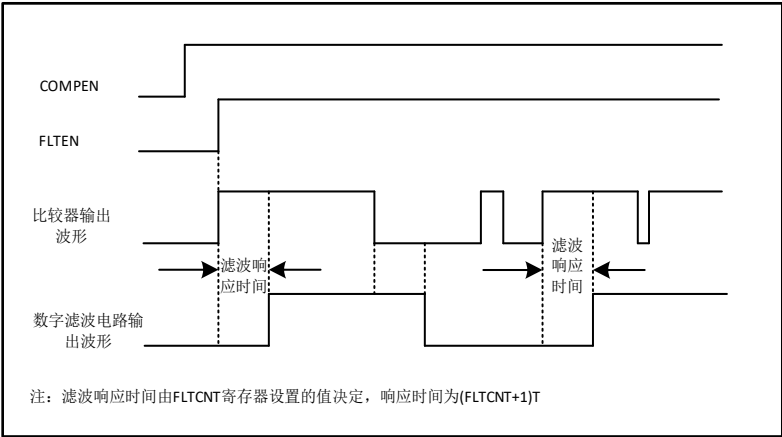 COMPEN
FLTEN
比较器输出
波形
滤波响
应时间
滤波
响应
时间
数字滤波电路输
出波形
注：滤波响应时间由FLTCNT寄存器设置的值决定，响应时间为(FLTCNT+1)T